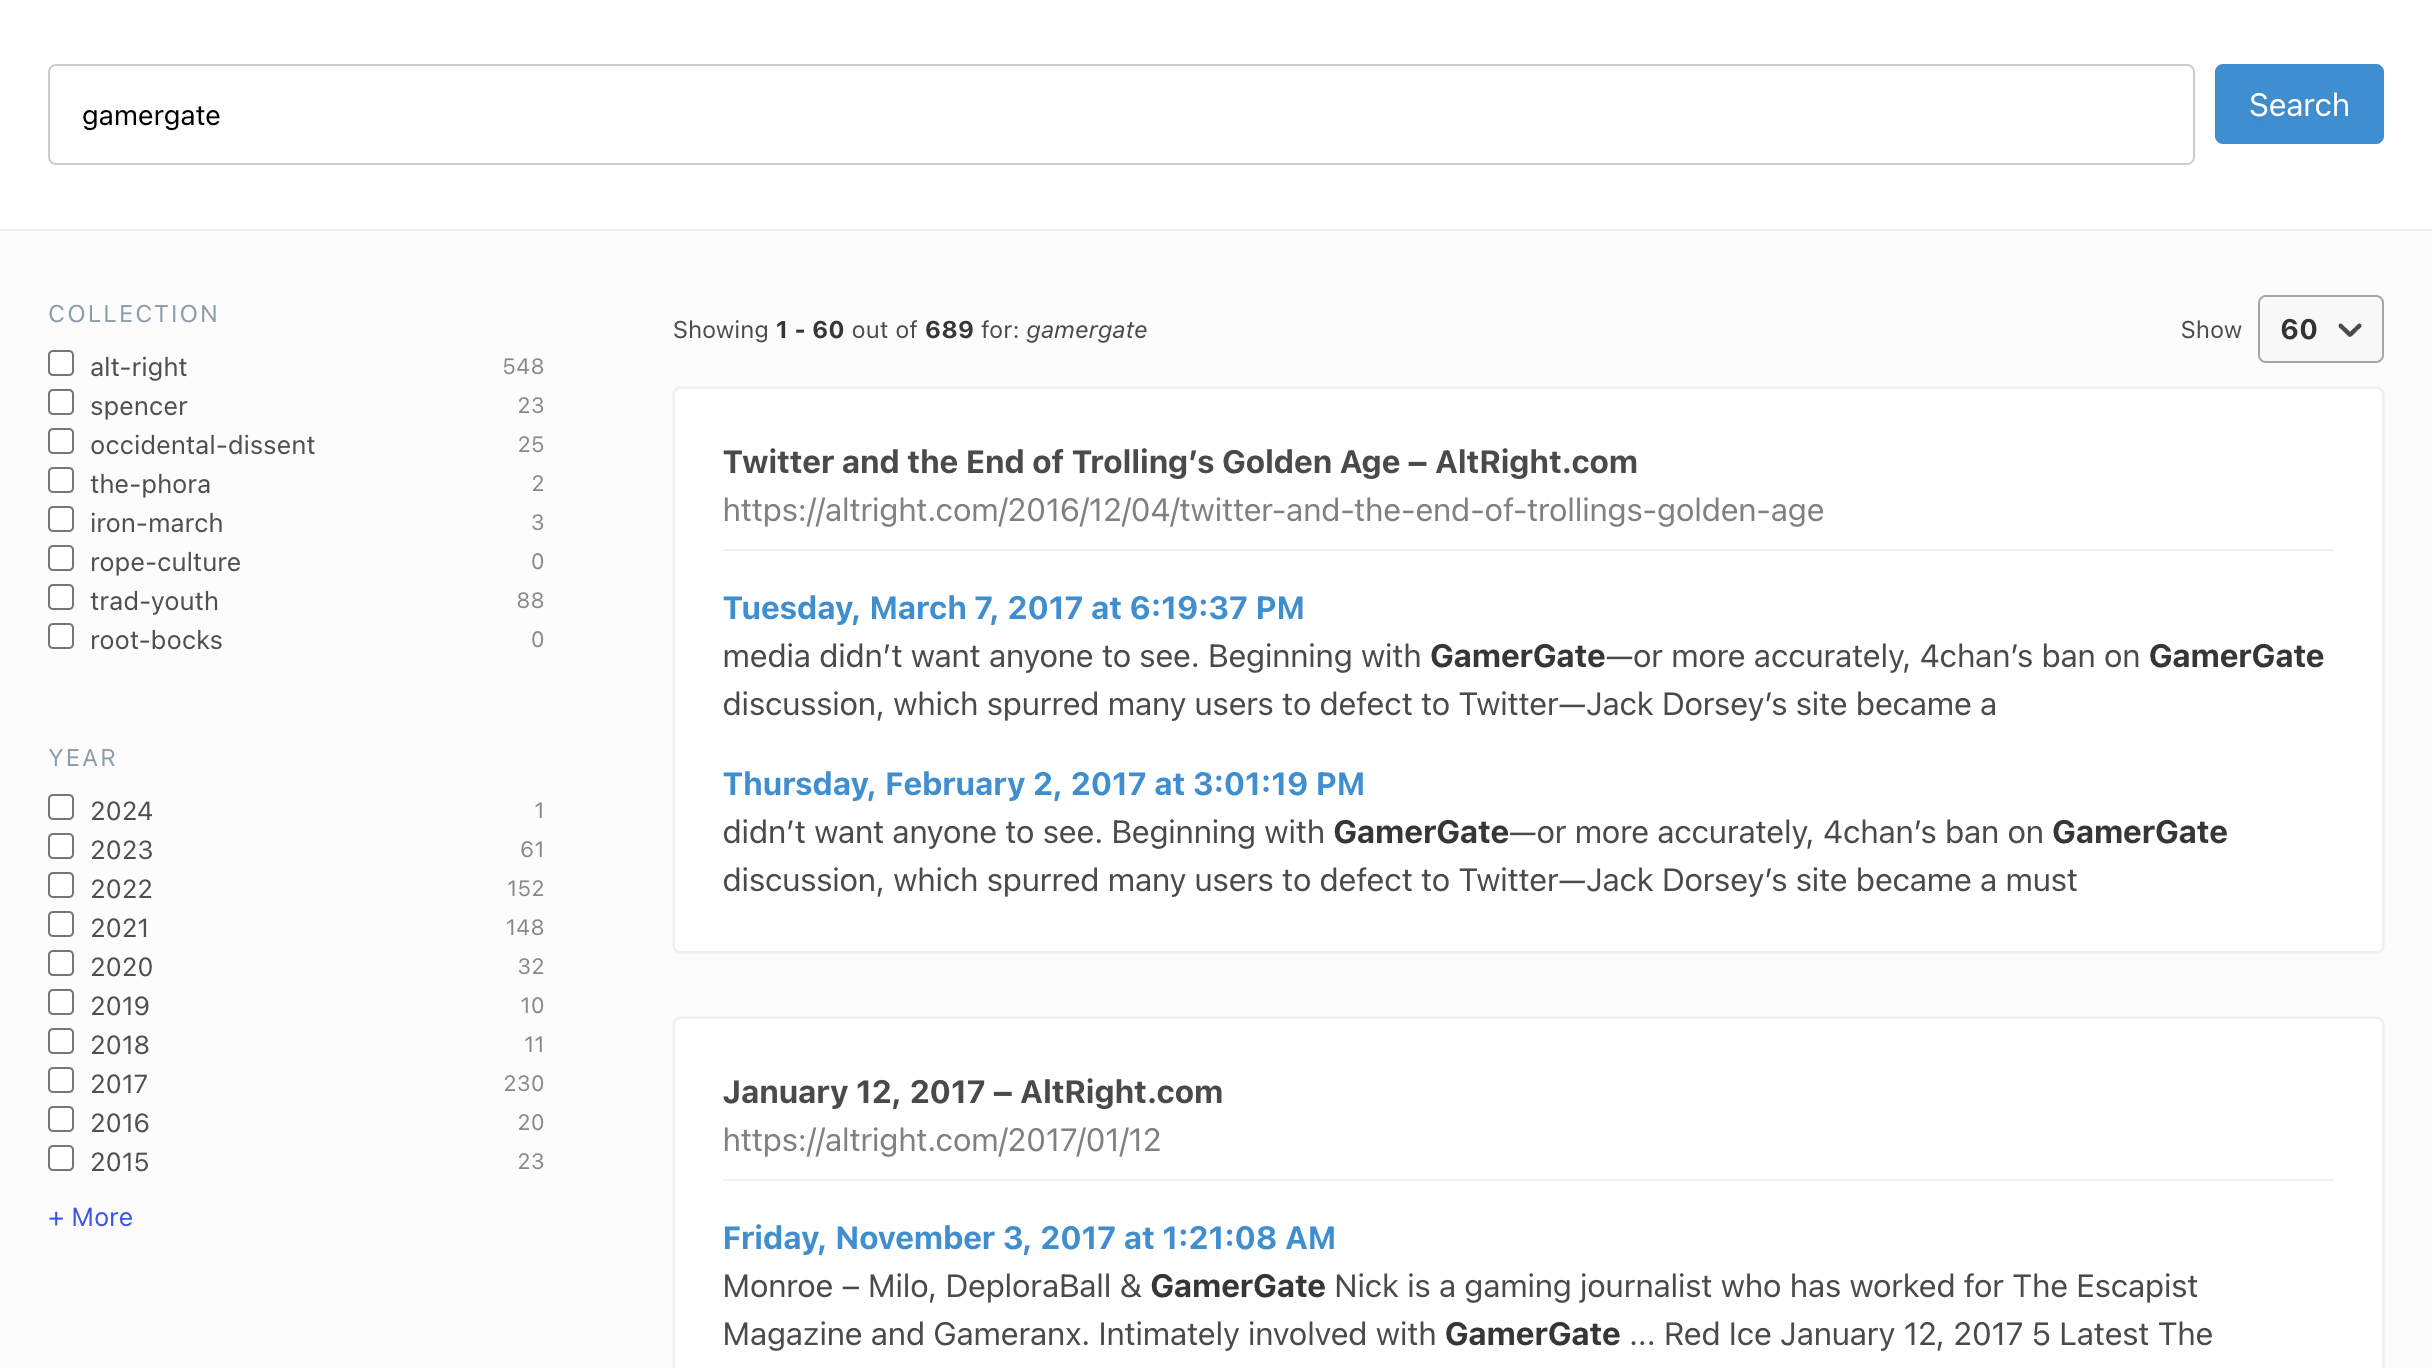 gamergate
Search
COLLECTION
alt-right 548
spencer 23
occidental-dissent 25
the-phora 2
iron-march 3
rope-culture 0
trad-youth 88
root-bocks 0
YEAR
2024 1
2023 61
2022 152
2021 148
2020 32
2019 10
2018 11
2017 230
2016 20
2015 23
+ More
Showing 1 - 60 out of 689 for: gamergate
Show 60
Twitter and the End of Trolling’s Golden Age – AltRight.com
https://altright.com/2016/12/04/twitter-and-the-end-of-trollings-golden-age
Tuesday, March 7, 2017 at 6:19:37 PM
media didn’t want anyone to see. Beginning with GamerGate—or more accurately, 4chan’s ban on GamerGate
discussion, which spurred many users to defect to Twitter—Jack Dorsey’s site became a
Thursday, February 2, 2017 at 3:01:19 PM
didn’t want anyone to see. Beginning with GamerGate—or more accurately, 4chan’s ban on GamerGate
discussion, which spurred many users to defect to Twitter—Jack Dorsey’s site became a must
January 12, 2017 – AltRight.com
https://altright.com/2017/01/12
Friday, November 3, 2017 at 1:21:08 AM
Monroe – Milo, DeploraBall & GamerGate Nick is a gaming journalist who has worked for The Escapist
Magazine and Gameranx. Intimately involved with GamerGate ... Red Ice January 12, 2017 5 Latest The